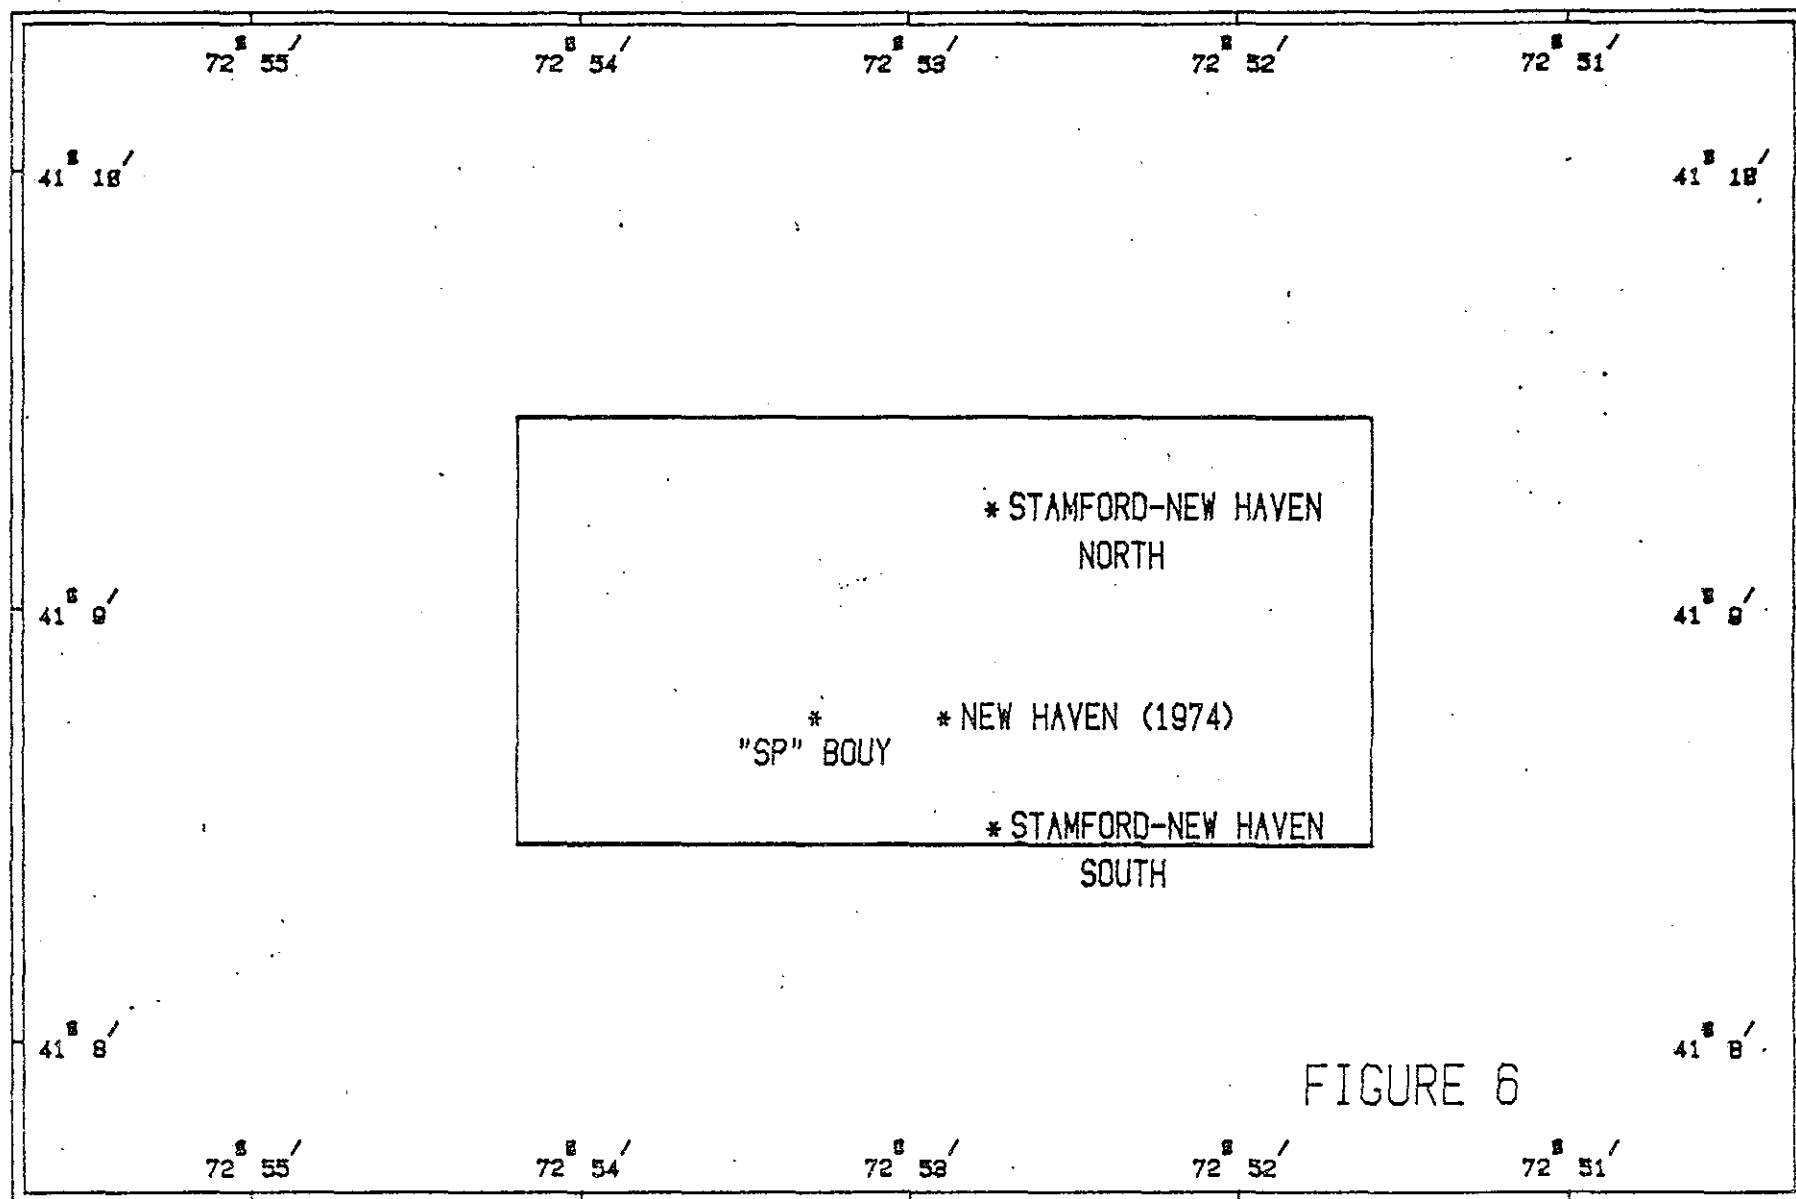 72° 55′ 72° 54′ 72° 53′ 72° 52′ 72° 51′
41° 10′ 41° 10′
* STAMFORD-NEW HAVEN
NORTH
41° 9′ 41° 9′
* * NEW HAVEN (1974)
"SP" BOUY
* STAMFORD-NEW HAVEN
SOUTH
41° 8′ 41° 8′
FIGURE 6
72° 55′ 72° 54′ 72° 53′ 72° 52′ 72° 51′